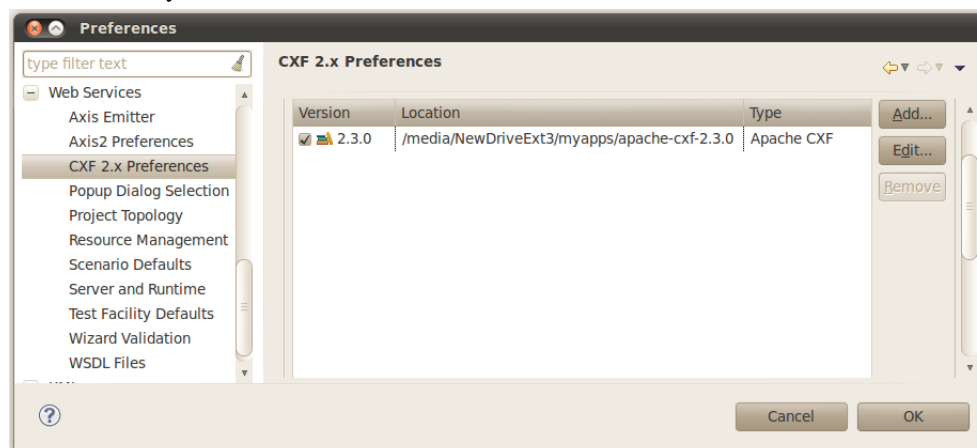 Preferences
type filter text
Web Services
Axis Emitter
Axis2 Preferences
CXF 2.x Preferences
Popup Dialog Selection
Project Topology
Resource Management
Scenario Defaults
Server and Runtime
Test Facility Defaults
Wizard Validation
WSDL Files
CXF 2.x Preferences
Version Location Type
2.3.0 /media/NewDriveExt3/myapps/apache-cxf-2.3.0 Apache CXF
Add...
Edit...
Remove
Cancel OK